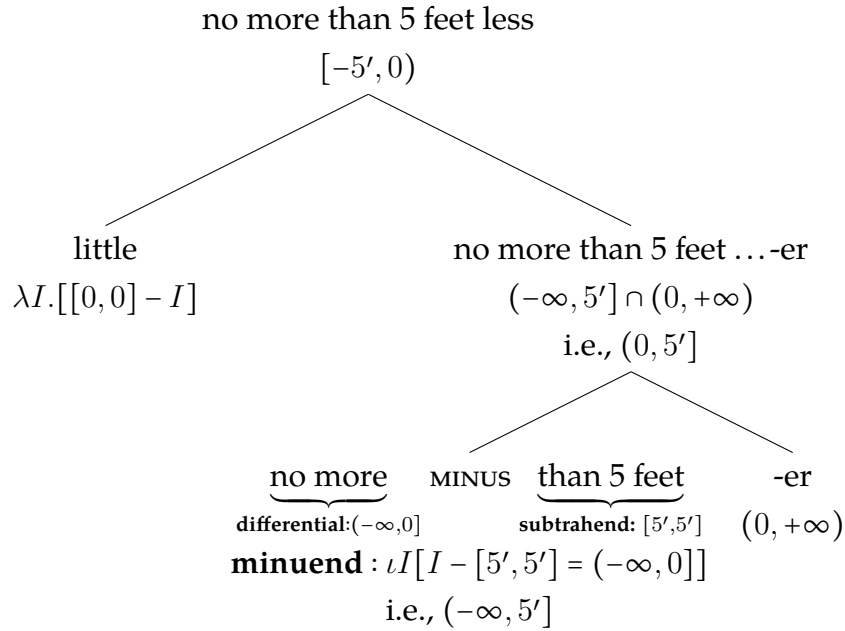 no more than 5 feet less
[−5′, 0)
little
λI.[[0, 0] − I]
no more than 5 feet …-er
(−∞, 5′] ∩ (0, +∞)
i.e., (0, 5′]
no more MINUS than 5 feet -er
differential:(−∞,0] subtrahend: [5′,5′] (0, +∞)
minuend : ιI[I − [5′, 5′] = (−∞, 0]]
i.e., (−∞, 5′]